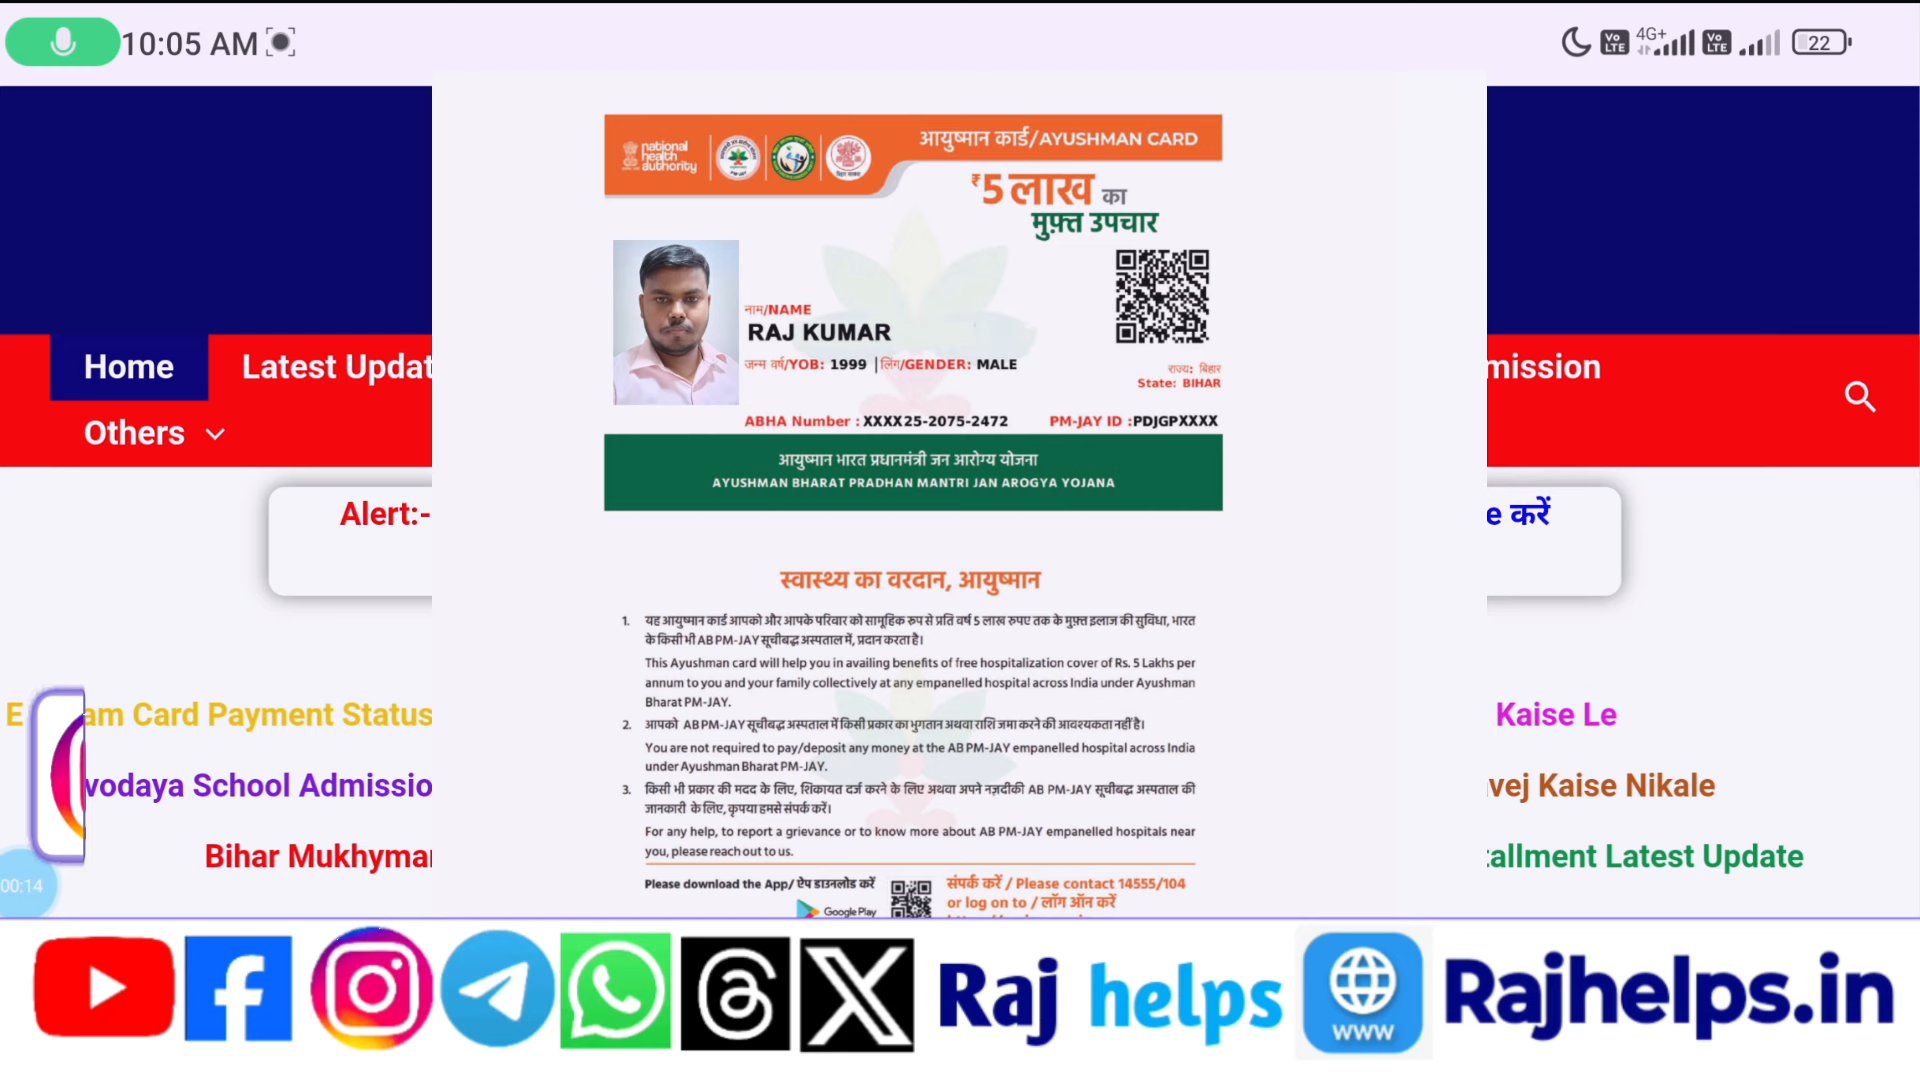 10:05 AM
4G+
Vo LTE
Vo LTE
22
national health authority
PM-JAY
आयुष्मान कार्ड/AYUSHMAN CARD
₹5 लाख का
मुफ़्त उपचार
नाम/NAME
RAJ KUMAR
जन्म वर्ष/YOB: 1999 | लिंग/GENDER: MALE
राज्य: बिहार
State: BIHAR
ABHA Number : XXXX25-2075-2472 PM-JAY ID :PDJGPXXXX
आयुष्मान भारत प्रधानमंत्री जन आरोग्य योजना
AYUSHMAN BHARAT PRADHAN MANTRI JAN AROGYA YOJANA
Home
Latest Updat
mission
Others
Alert:-
e करें
स्वास्थ्य का वरदान, आयुष्मान
1. यह आयुष्मान कार्ड आपको और आपके परिवार को सामूहिक रूप से प्रति वर्ष 5 लाख रुपए तक के मुफ़्त इलाज की सुविधा, भारत
के किसी भी AB PM-JAY सूचीबद्ध अस्पताल में, प्रदान करता है।
This Ayushman card will help you in availing benefits of free hospitalization cover of Rs. 5 Lakhs per
annum to you and your family collectively at any empanelled hospital across India under Ayushman
Bharat PM-JAY.
2. आपको AB PM-JAY सूचीबद्ध अस्पताल में किसी प्रकार का भुगतान अथवा राशि जमा करने की आवश्यकता नहीं है।
You are not required to pay/deposit any money at the AB PM-JAY empanelled hospital across India
under Ayushman Bharat PM-JAY.
3. किसी भी प्रकार की मदद के लिए, शिकायत दर्ज करने के लिए अथवा अपने नज़दीकी AB PM-JAY सूचीबद्ध अस्पताल की
जानकारी के लिए, कृपया हमसे संपर्क करें।
For any help, to report a grievance or to know more about AB PM-JAY empanelled hospitals near
you, please reach out to us.
Please download the App/ ऐप डाउनलोड करें
Google Play
संपर्क करें / Please contact 14555/104
or log on to / लॉग ऑन करें
E am Card Payment Status
Kaise Le
vodaya School Admissio
vej Kaise Nikale
Bihar Mukhymar
tallment Latest Update
00:14
Raj helps
www
Rajhelps.in